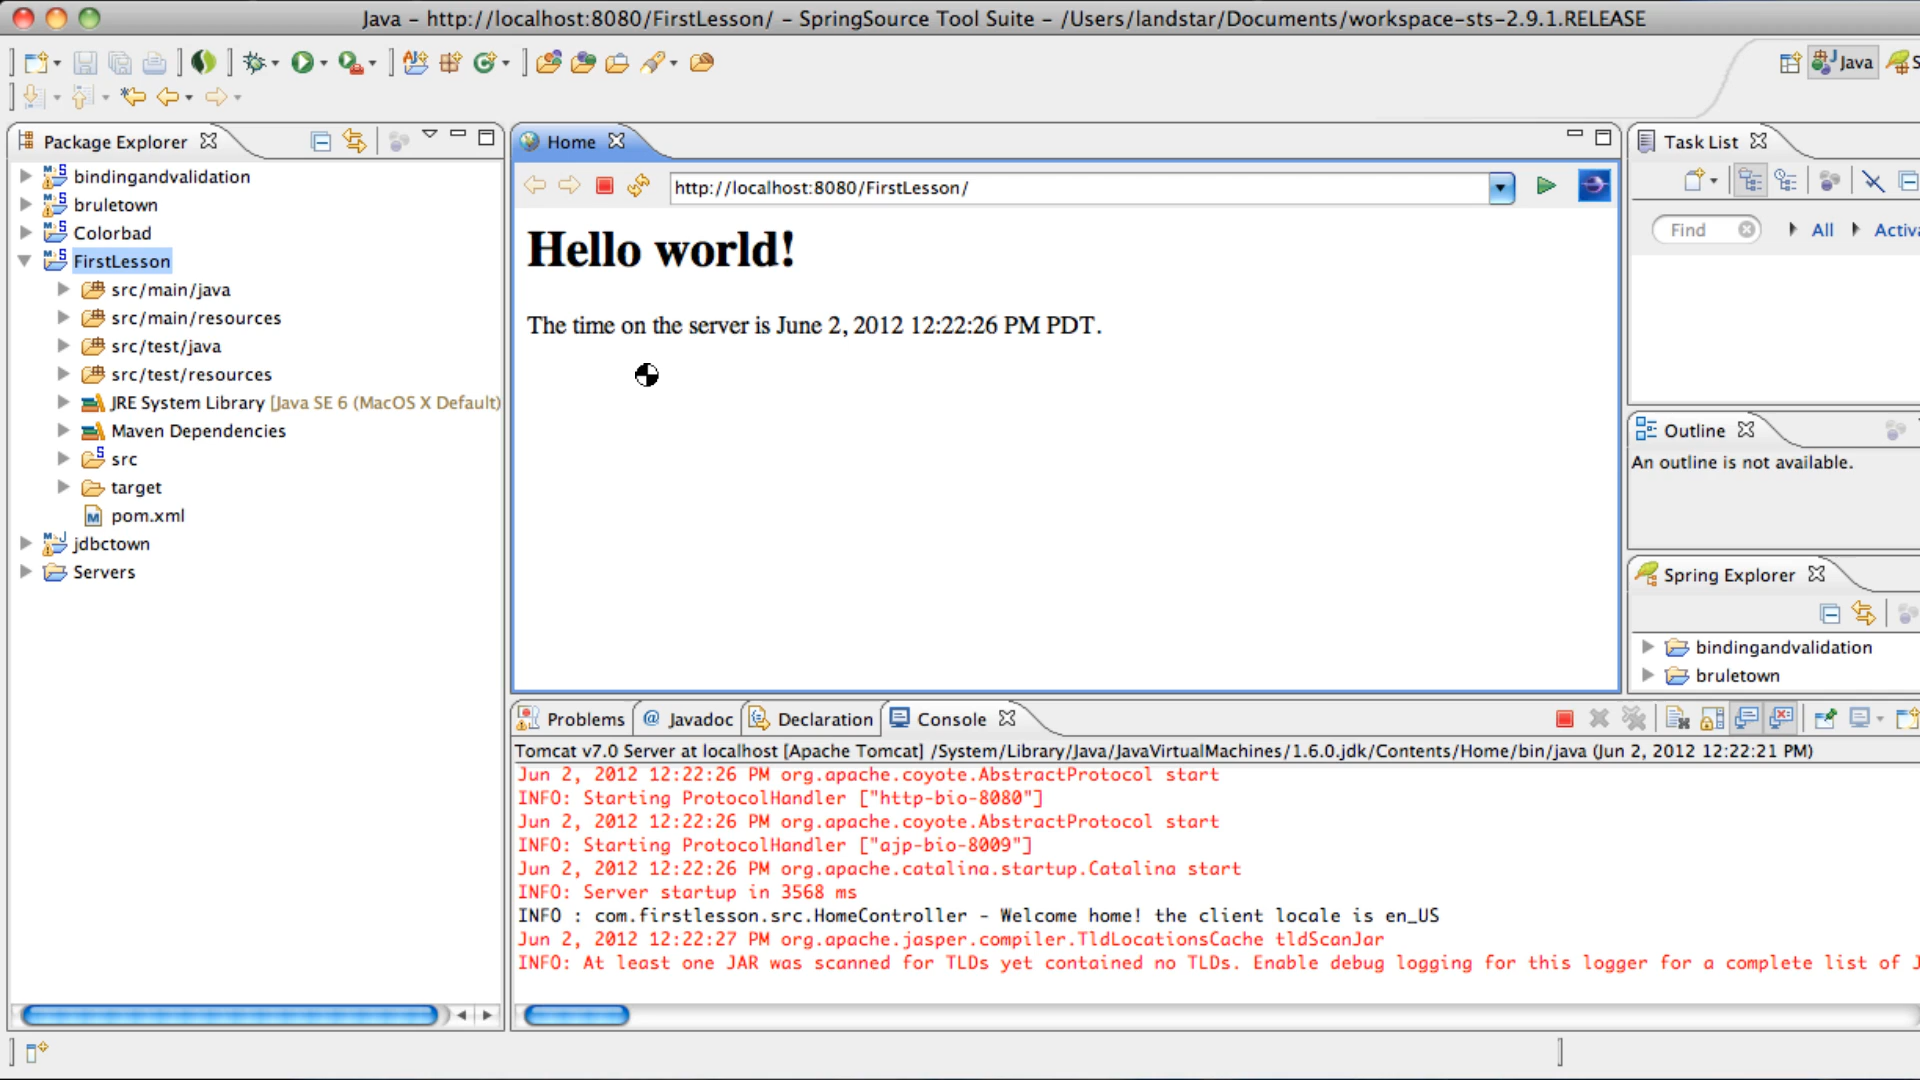 Java – http://localhost:8080/FirstLesson/ – SpringSource Tool Suite – /Users/landstar/Documents/workspace-sts-2.9.1.RELEASE
Java
Package Explorer
bindingandvalidation
bruletown
Colorbad
FirstLesson
src/main/java
src/main/resources
src/test/java
src/test/resources
JRE System Library [Java SE 6 (MacOS X Default)
Maven Dependencies
src
target
pom.xml
jdbctown
Servers
Home
http://localhost:8080/FirstLesson/
Hello world!
The time on the server is June 2, 2012 12:22:26 PM PDT.
Task List
Find
All
Activ
Outline
An outline is not available.
Spring Explorer
bindingandvalidation
bruletown
Problems
Javadoc
Declaration
Console
Tomcat v7.0 Server at localhost [Apache Tomcat] /System/Library/Java/JavaVirtualMachines/1.6.0.jdk/Contents/Home/bin/java (Jun 2, 2012 12:22:21 PM)
Jun 2, 2012 12:22:26 PM org.apache.coyote.AbstractProtocol start
INFO: Starting ProtocolHandler ["http-bio-8080"]
Jun 2, 2012 12:22:26 PM org.apache.coyote.AbstractProtocol start
INFO: Starting ProtocolHandler ["ajp-bio-8009"]
Jun 2, 2012 12:22:26 PM org.apache.catalina.startup.Catalina start
INFO: Server startup in 3568 ms
INFO : com.firstlesson.src.HomeController - Welcome home! the client locale is en_US
Jun 2, 2012 12:22:27 PM org.apache.jasper.compiler.TldLocationsCache tldScanJar
INFO: At least one JAR was scanned for TLDs yet contained no TLDs. Enable debug logging for this logger for a complete list of J